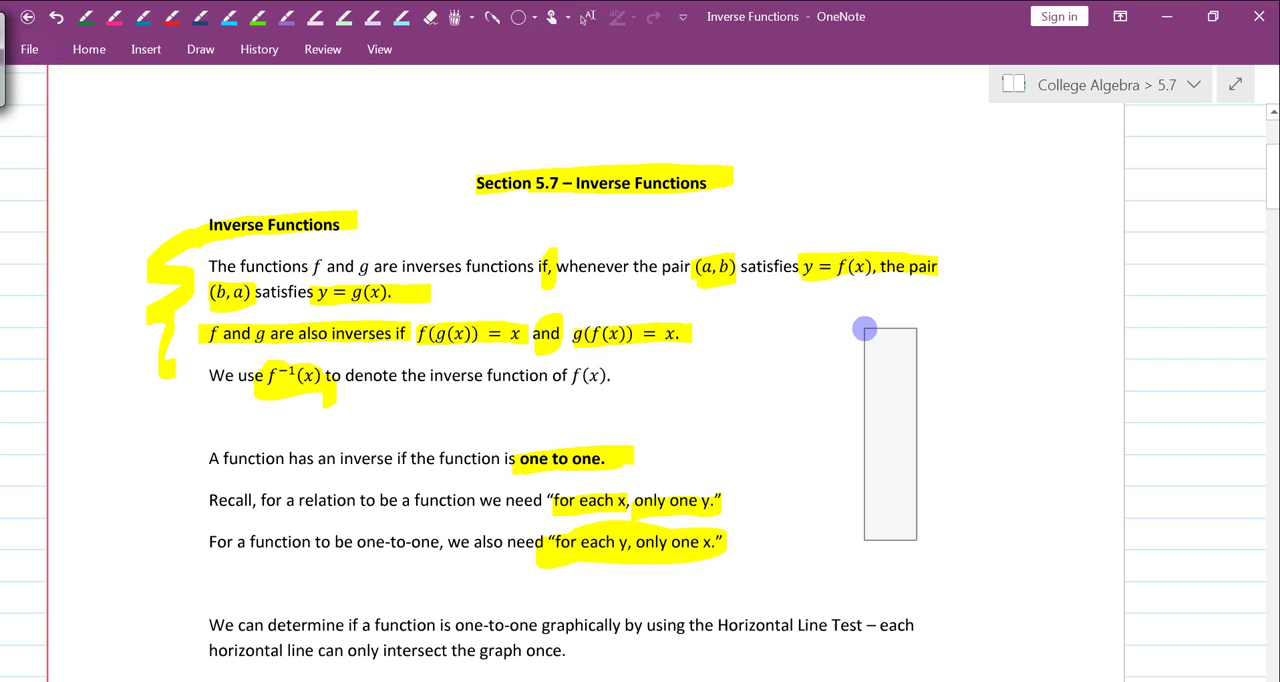 Inverse Functions - OneNote
Sign in
File Home Insert Draw History Review View
College Algebra > 5.7
Section 5.7 – Inverse Functions
Inverse Functions
The functions f and g are inverses functions if, whenever the pair (a, b) satisfies y = f(x), the pair
(b, a) satisfies y = g(x).
f and g are also inverses if f(g(x)) = x and g(f(x)) = x.
We use f⁻¹(x) to denote the inverse function of f(x).
A function has an inverse if the function is one to one.
Recall, for a relation to be a function we need “for each x, only one y.”
For a function to be one-to-one, we also need “for each y, only one x.”
We can determine if a function is one-to-one graphically by using the Horizontal Line Test – each
horizontal line can only intersect the graph once.